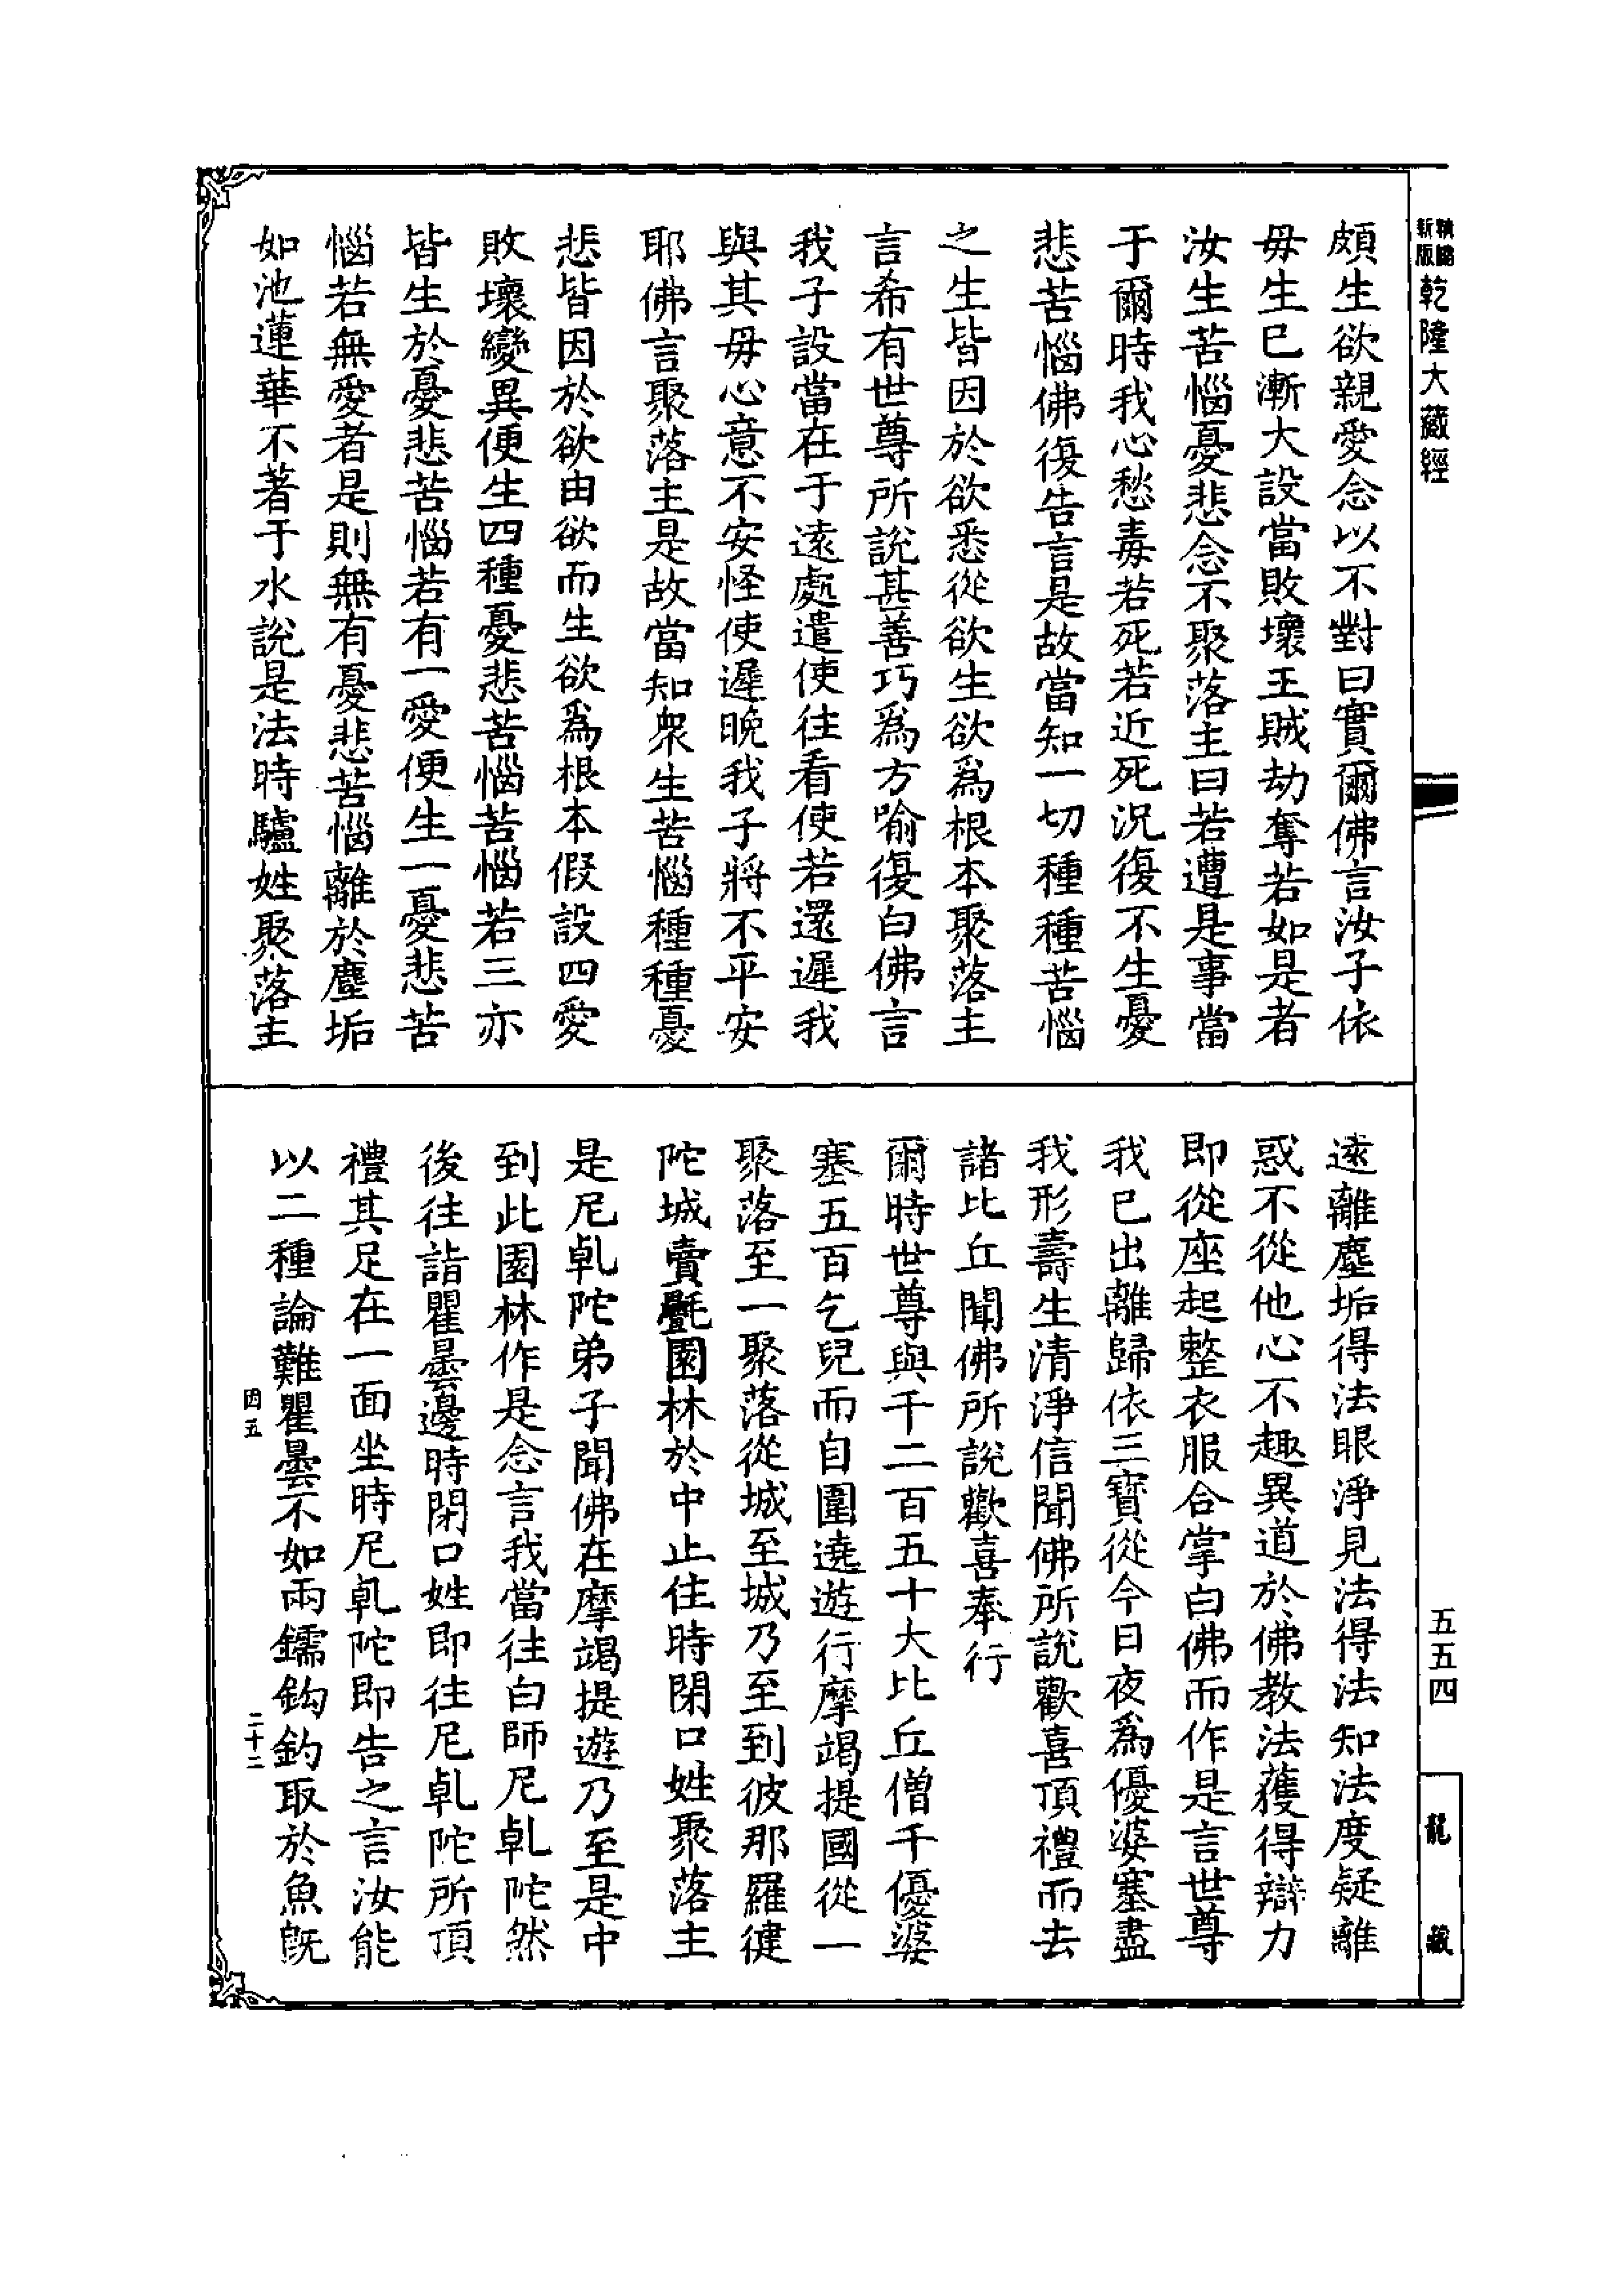 乾隆大藏經
頗生欲親愛念以不對曰實爾佛言汝子依
毋生巳漸大設當敗壞王賊劫奪若如是者
汝生苦惱憂悲念不聚落主曰若遭是事當
于爾時我心愁毒若死若近死況復不生憂
悲苦惱佛復告言是故當知一切種種苦惱
之生皆因於欲悉從欲生欲爲根本聚落主
言希有世尊所說甚善巧爲方喻復白佛言
我子設當在于遠處遣使往看使若還遲我
與其毋心意不安怪使遲晚我子將不平安
耶佛言聚落主是故當知衆生苦惱種種憂
悲皆因於欲由欲而生欲爲根本假設四愛
敗壞變異便生四種憂悲苦惱苦惱若三亦
皆生於憂悲苦惱若有一愛便生一憂悲苦
惱若無愛者是則無有憂悲苦惱離於塵垢
如池蓮華不著于水說是法時驢姓聚落主
遠離塵垢得法眼淨見法得法知法度疑離
惑不從他心不趣異道於佛教法獲得辯力
即從座起整衣服合掌白佛而作是言世尊
我已出離歸依三寶從今日夜爲優婆塞盡
我形壽生清淨信聞佛所說歡喜頂禮而去
諸比丘聞佛所說歡喜奉行
爾時世尊與千二百五十大比丘僧千優婆
塞五百乞兒而自圍遶遊行摩竭提國從一
聚落至一聚落從城至城乃至到彼那羅健
陀城賣氎園林於中止住時閉口姓聚落主
是尼乹陀弟子聞佛在摩竭提遊乃至是中
到此園林作是念言我當往白師尼乹陀然
後往詣瞿曇邊時閉口姓即往尼乹陀所頂
禮其足在一面坐時尼乹陀即告之言汝能
以二種論難瞿曇不如兩鑐鈎釣取於魚旣
因五
二十二
五五四
龍藏